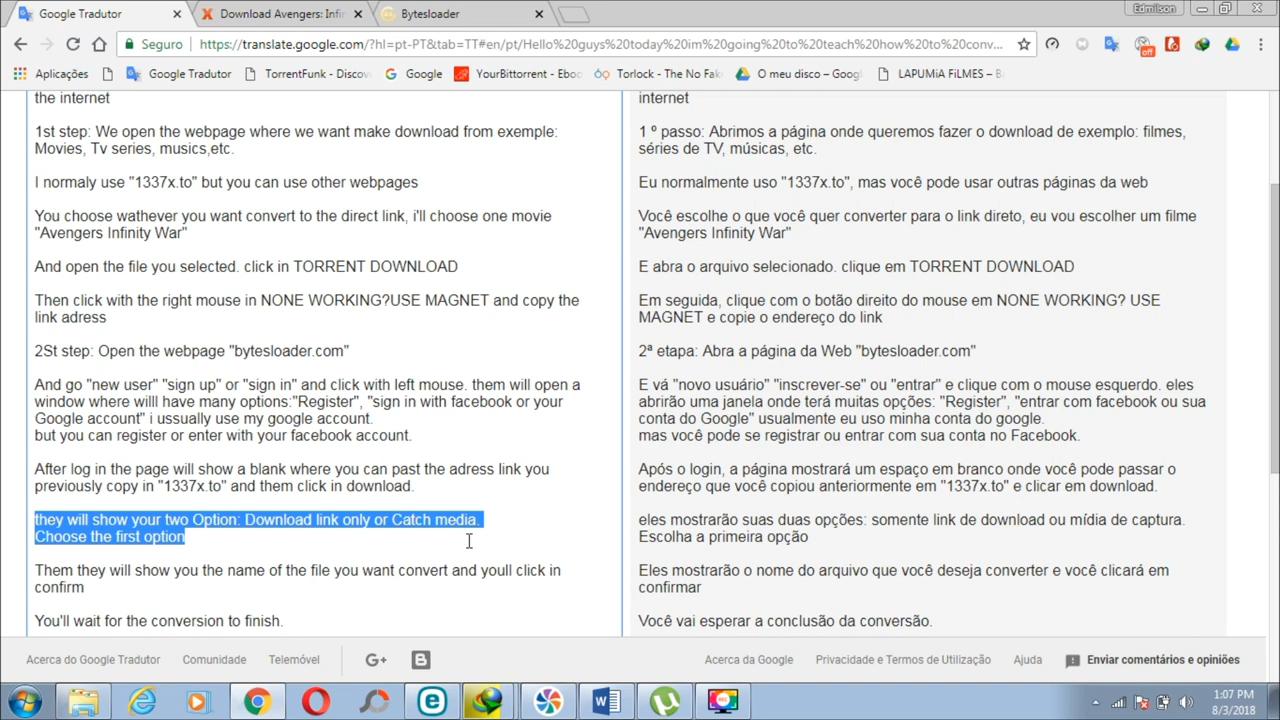 Google Tradutor
Download Avengers: Infin
Bytesloader
Edmilson
Seguro
https://translate.google.com/?hl=pt-PT&tab=TT#en/pt/Hello%20guys%20today%20im%20going%20to%20teach%20how%20to%20conv...
off
Aplicações
Google Tradutor
TorrentFunk - Discov
Google
YourBittorrent - Eboo
Torlock - The No Fak
O meu disco – Googl
LAPUMiA FiLMES –
the internet
1st step: We open the webpage where we want make download from exemple:
Movies, Tv series, musics,etc.
I normaly use "1337x.to" but you can use other webpages
You choose wathever you want convert to the direct link, i'll choose one movie
"Avengers Infinity War"
And open the file you selected. click in TORRENT DOWNLOAD
Then click with the right mouse in NONE WORKING?USE MAGNET and copy the
link adress
2St step: Open the webpage "bytesloader.com"
And go "new user" "sign up" or "sign in" and click with left mouse. them will open a
window where willl have many options:"Register", "sign in with facebook or your
Google account" i ussually use my google account.
but you can register or enter with your facebook account.
After log in the page will show a blank where you can past the adress link you
previously copy in "1337x.to" and them click in download.
they will show your two Option: Download link only or Catch media.
Choose the first option
Them they will show you the name of the file you want convert and youll click in
confirm
You'll wait for the conversion to finish.
internet
1 º passo: Abrimos a página onde queremos fazer o download de exemplo: filmes,
séries de TV, músicas, etc.
Eu normalmente uso "1337x.to", mas você pode usar outras páginas da web
Você escolhe o que você quer converter para o link direto, eu vou escolher um filme
"Avengers Infinity War"
E abra o arquivo selecionado. clique em TORRENT DOWNLOAD
Em seguida, clique com o botão direito do mouse em NONE WORKING? USE
MAGNET e copie o endereço do link
2ª etapa: Abra a página da Web "bytesloader.com"
E vá "novo usuário" "inscrever-se" ou "entrar" e clique com o mouse esquerdo. eles
abrirão uma janela onde terá muitas opções: "Register", "entrar com facebook ou sua
conta do Google" usualmente eu uso minha conta do google.
mas você pode se registrar ou entrar com sua conta no Facebook.
Após o login, a página mostrará um espaço em branco onde você pode passar o
endereço que você copiou anteriormente em "1337x.to" e clicar em download.
eles mostrarão suas duas opções: somente link de download ou mídia de captura.
Escolha a primeira opção
Eles mostrarão o nome do arquivo que você deseja converter e você clicará em
confirmar
Você vai esperar a conclusão da conversão.
Acerca do Google Tradutor
Comunidade
Telemóvel
G+
Acerca da Google
Privacidade e Termos de Utilização
Ajuda
Enviar comentários e opiniões
1:07 PM
8/3/2018